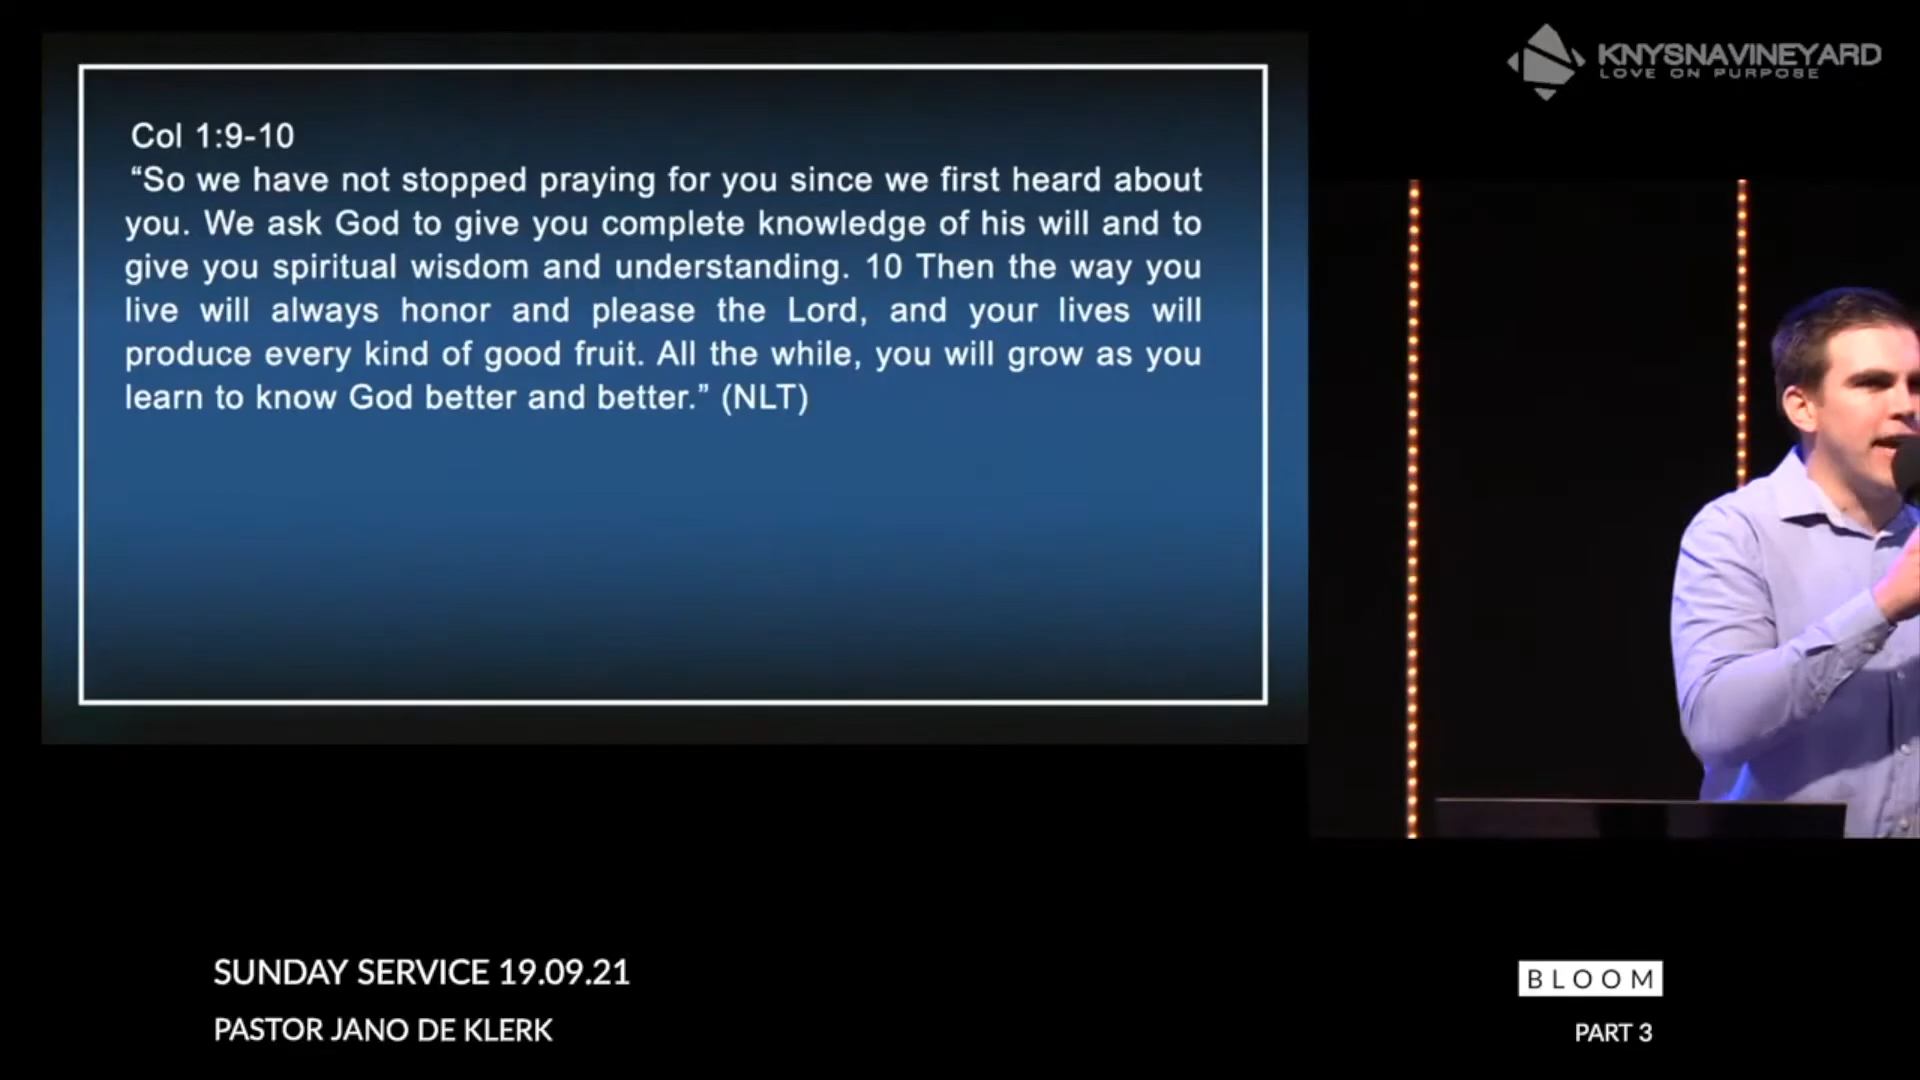 KNYSNAVINEYARD
LOVE ON PURPOSE
Col 1:9-10
“So we have not stopped praying for you since we first heard about
you. We ask God to give you complete knowledge of his will and to
give you spiritual wisdom and understanding. 10 Then the way you
live will always honor and please the Lord, and your lives will
produce every kind of good fruit. All the while, you will grow as you
learn to know God better and better.” (NLT)
SUNDAY SERVICE 19.09.21
PASTOR JANO DE KLERK
BLOOM
PART 3